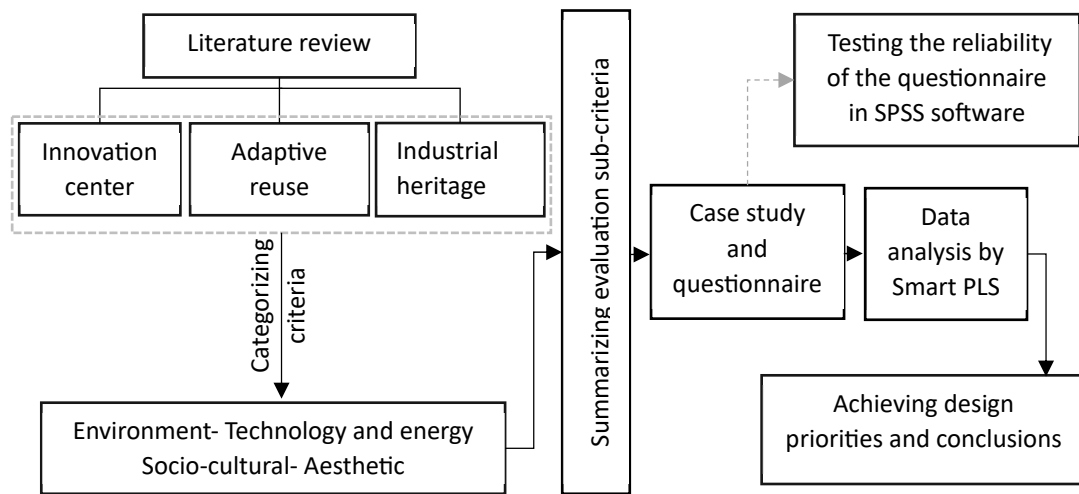 Literature review
Innovation
center
Adaptive
reuse
Industrial
heritage
Categorizing
criteria
Environment- Technology and energy
Socio-cultural- Aesthetic
Summarizing evaluation sub-criteria
Testing the reliability
of the questionnaire
in SPSS software
Case study
and
questionnaire
Data
analysis by
Smart PLS
Achieving design
priorities and conclusions